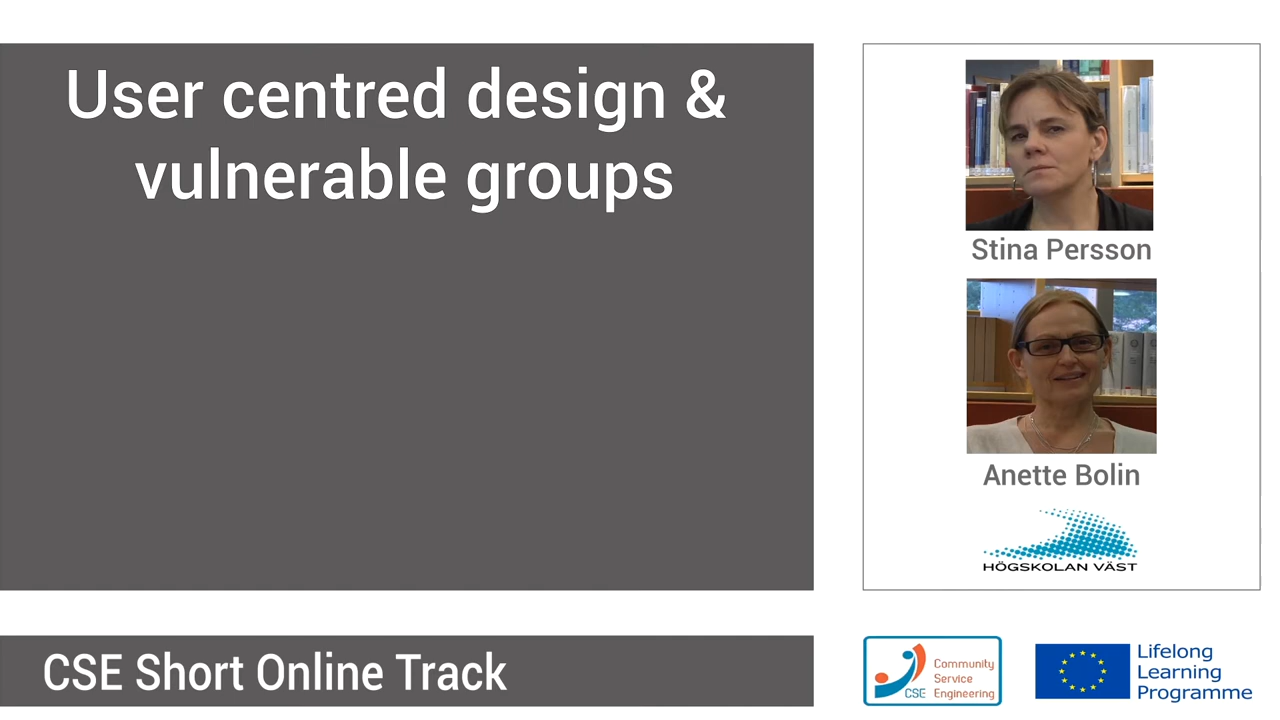 User centred design &
vulnerable groups
Stina Persson
Anette Bolin
HÖGSKOLAN VÄST
CSE Short Online Track
Community
Service
CSE Engineering
Lifelong
Learning
Programme